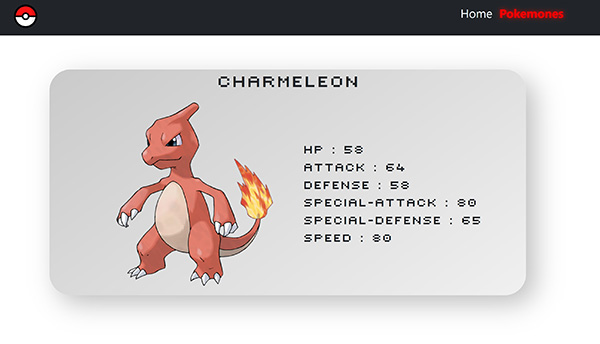 Home Pokemones
CHARMELEON
HP : 58
ATTACK : 64
DEFENSE : 58
SPECIAL-ATTACK : 80
SPECIAL-DEFENSE : 65
SPEED : 80